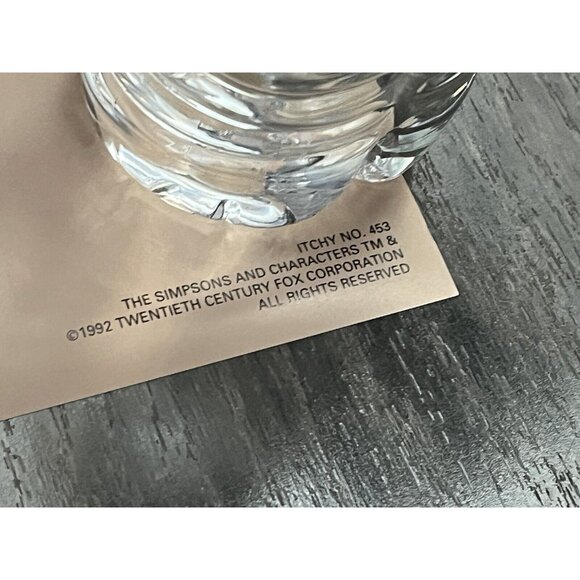 ITCHY NO. 453
THE SIMPSONS AND CHARACTERS TM &
©1992 TWENTIETH CENTURY FOX CORPORATION
ALL RIGHTS RESERVED